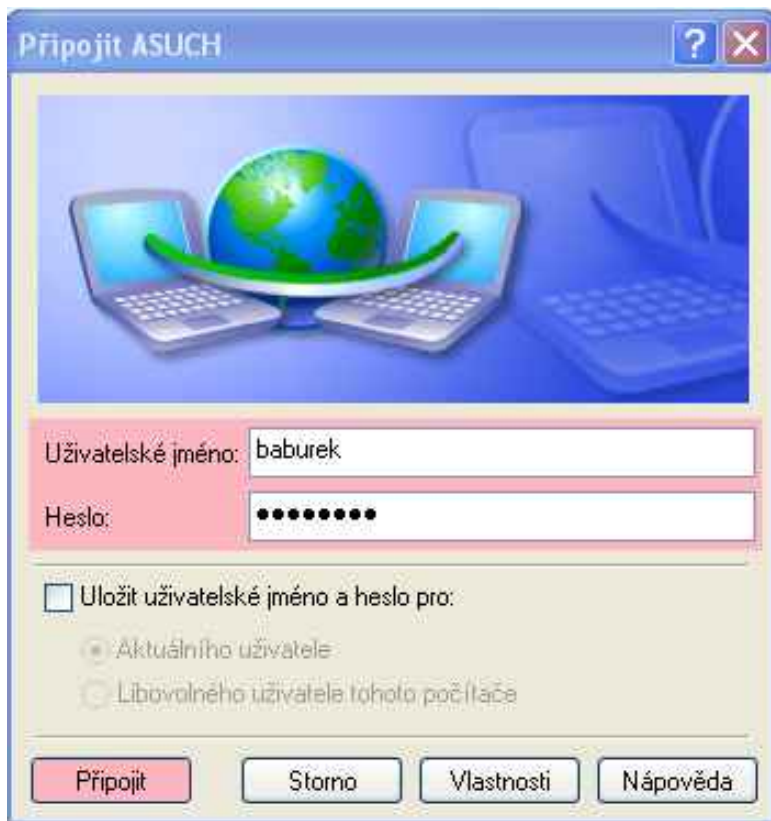 Připojit ASUCH
Uživatelské jméno: baburek
Heslo: ●●●●●●●●
Uložit uživatelské jméno a heslo pro:
Aktuálního uživatele
Libovolného uživatele tohoto počítače
Připojit Storno Vlastnosti Nápověda